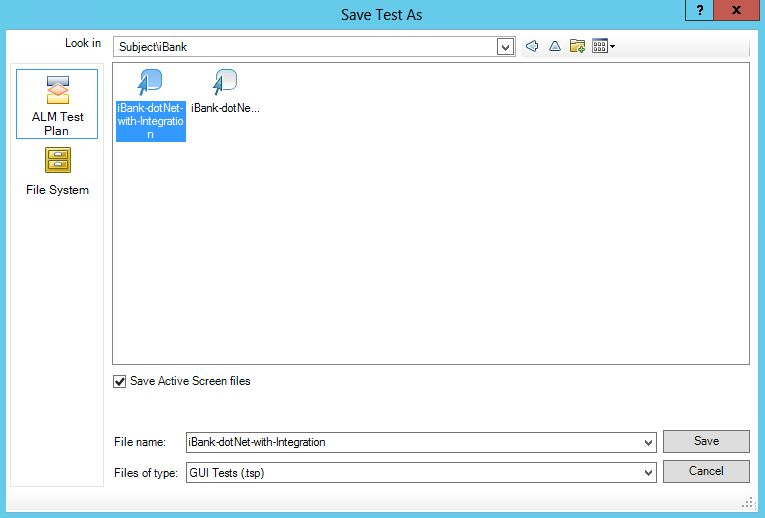 Save Test As
?
x
Look in
Subject\iBank
ALM Test
Plan
File System
iBank-dotNet-
with-Integratio
n
iBank-dotNe...
Save Active Screen files
File name:
iBank-dotNet-with-Integration
Save
Files of type:
GUI Tests (.tsp)
Cancel